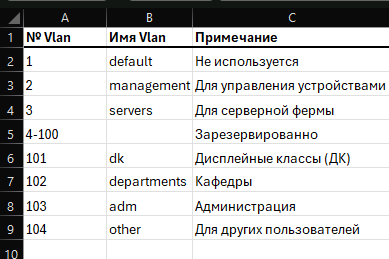 A B C
1 № Vlan Имя Vlan Примечание
2 1 default Не используется
3 2 management Для управления устройствами
4 3 servers Для серверной фермы
5 4-100 Зарезервированно
6 101 dk Дисплейные классы (ДК)
7 102 departments Кафедры
8 103 adm Администрация
9 104 other Для других пользователей
10